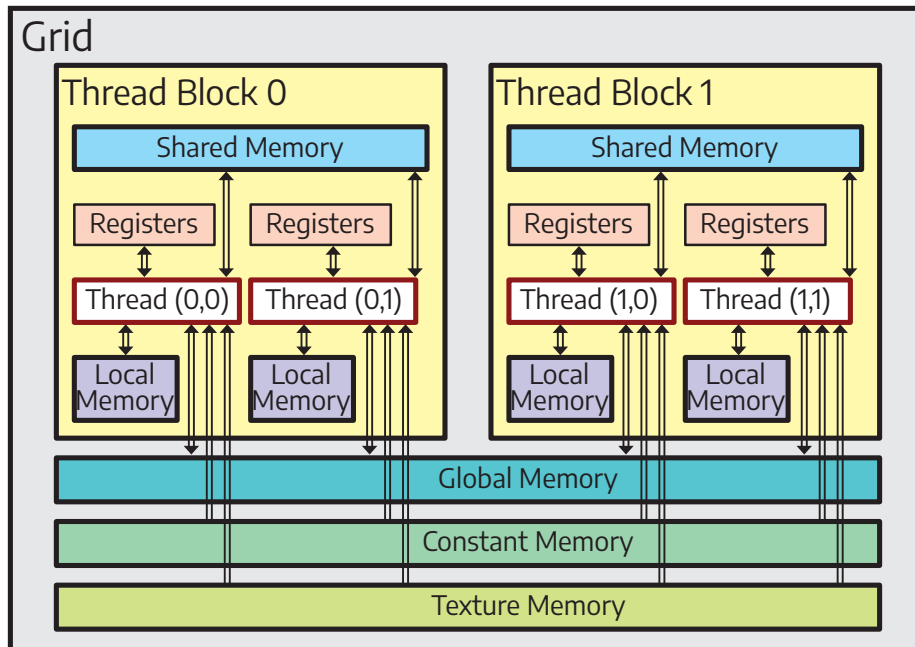 Grid
Thread Block 0
Shared Memory
Registers
Registers
Thread (0,0)
Thread (0,1)
Local
Memory
Local
Memory
Thread Block 1
Shared Memory
Registers
Registers
Thread (1,0)
Thread (1,1)
Local
Memory
Local
Memory
Global Memory
Constant Memory
Texture Memory